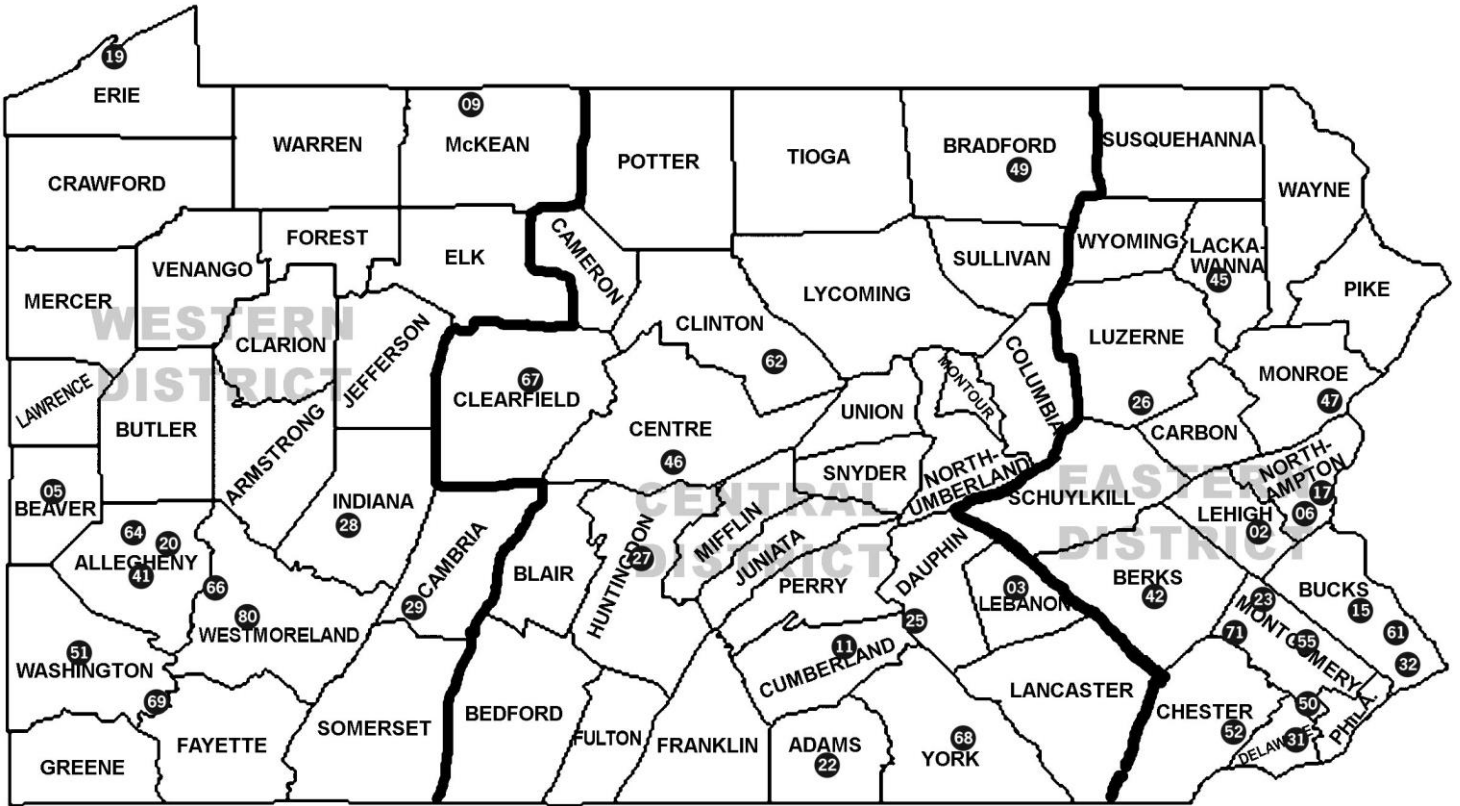 19
ERIE
09
WARREN
McKEAN
POTTER
TIOGA
BRADFORD
49
SUSQUEHANNA
CRAWFORD
WAYNE
FOREST
ELK
CAMERON
SULLIVAN
WYOMING
LACKA-
WANNA
45
VENANGO
MERCER
LYCOMING
PIKE
WESTERN
DISTRICT
CLARION
JEFFERSON
CLINTON
62
COLUMBIA
LUZERNE
26
MONROE
47
LAWRENCE
67
CLEARFIELD
MONTOUR
UNION
BUTLER
ARMSTRONG
CENTRE
46
CARBON
SNYDER
NORTH-
UMBERLAND
NORTH-
AMPTON
17
06
05
BEAVER
INDIANA
28
CENTRAL
DISTRICT
SCHUYLKILL
EASTERN
DISTRICT
LEHIGH
02
64
20
ALLEGHENY
41
CAMBRIA
29
BLAIR
HUNTINGDON
27
MIFFLIN
JUNIATA
PERRY
DAUPHIN
25
03
LEBANON
BERKS
42
BUCKS
15
61
32
66
80
WESTMORELAND
23
MONTGOMERY
55
71
51
WASHINGTON
69
11
CUMBERLAND
LANCASTER
SOMERSET
BEDFORD
CHESTER
52
50
DELAWARE
31
PHILA.
GREENE
FAYETTE
FULTON
FRANKLIN
ADAMS
22
68
YORK